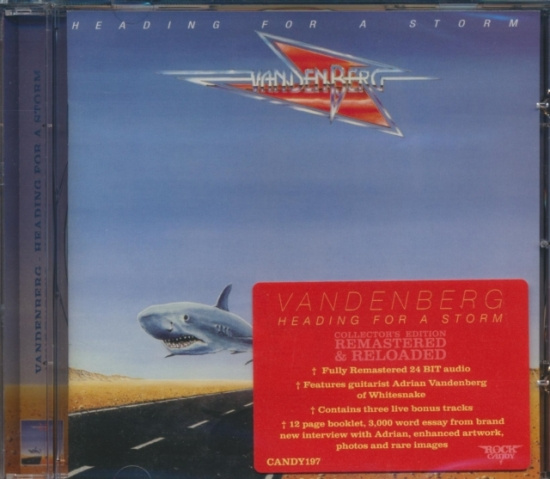 HEADING FOR A STORM
VANDENBERG
VANDENBERG HEADING FOR A STORM
VANDENBERG
HEADING FOR A STORM
COLLECTOR'S EDITION
REMASTERED
& RELOADED
† Fully Remastered 24 BIT audio
† Features guitarist Adrian Vandenberg
of Whitesnake
† Contains three live bonus tracks
† 12 page booklet, 3,000 word essay from brand
new interview with Adrian, enhanced artwork,
photos and rare images
CANDY197
ROCK
CANDY